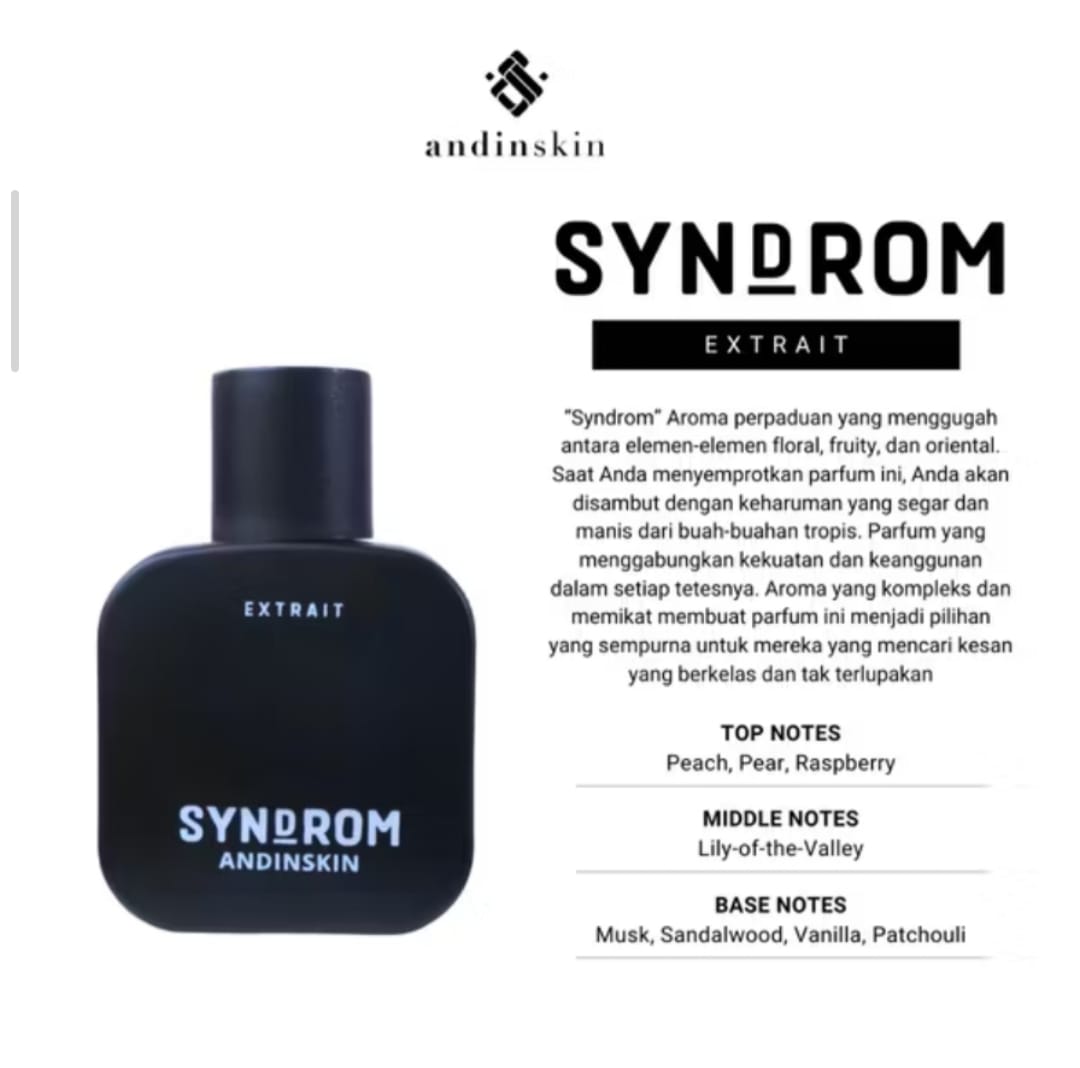 andinskin
SYNDROM
EXTRAIT
“Syndrom” Aroma perpaduan yang menggugah
antara elemen-elemen floral, fruity, dan oriental.
Saat Anda menyemprotkan parfum ini, Anda akan
disambut dengan keharuman yang segar dan
manis dari buah-buahan tropis. Parfum yang
menggabungkan kekuatan dan keanggunan
dalam setiap tetesnya. Aroma yang kompleks dan
memikat membuat parfum ini menjadi pilihan
yang sempurna untuk mereka yang mencari kesan
yang berkelas dan tak terlupakan
TOP NOTES
Peach, Pear, Raspberry
MIDDLE NOTES
Lily-of-the-Valley
BASE NOTES
Musk, Sandalwood, Vanilla, Patchouli
EXTRAIT
SYNDROM
ANDINSKIN